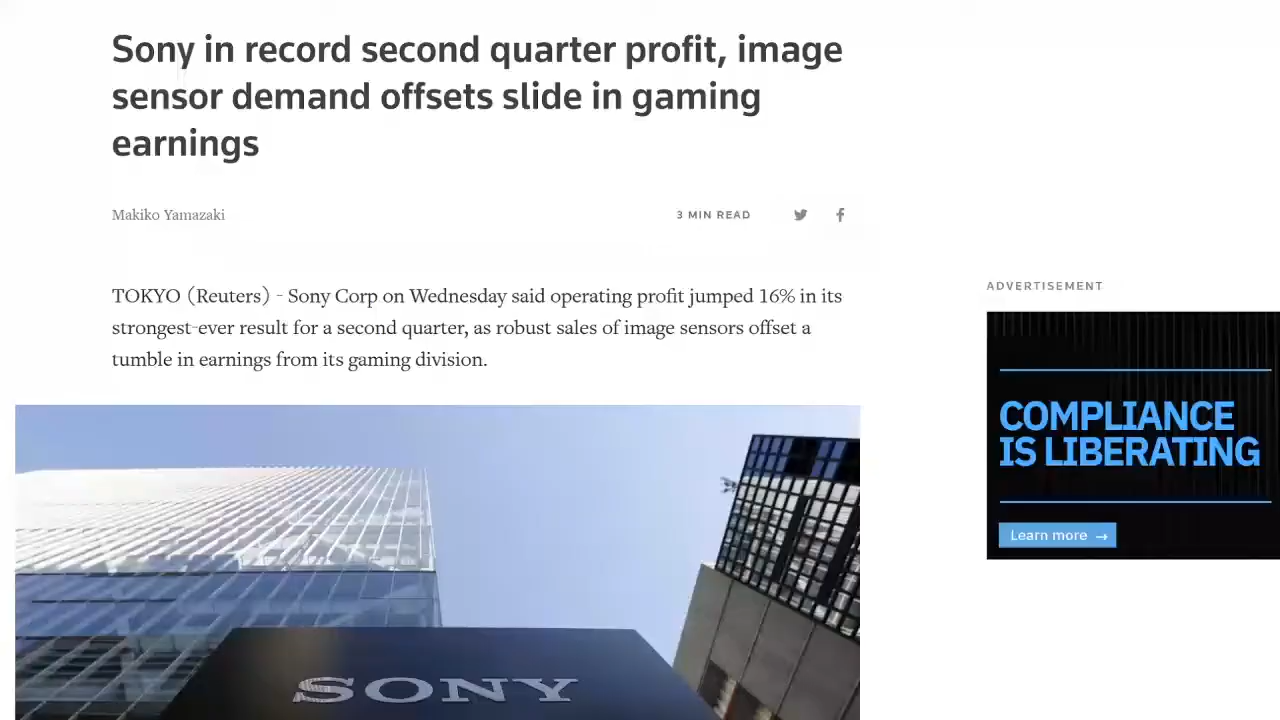 Sony in record second quarter profit, image
sensor demand offsets slide in gaming
earnings
Makiko Yamazaki
3 MIN READ
TOKYO (Reuters) - Sony Corp on Wednesday said operating profit jumped 16% in its
strongest-ever result for a second quarter, as robust sales of image sensors offset a
tumble in earnings from its gaming division.
SONY
ADVERTISEMENT
COMPLIANCE
IS LIBERATING
Learn more →